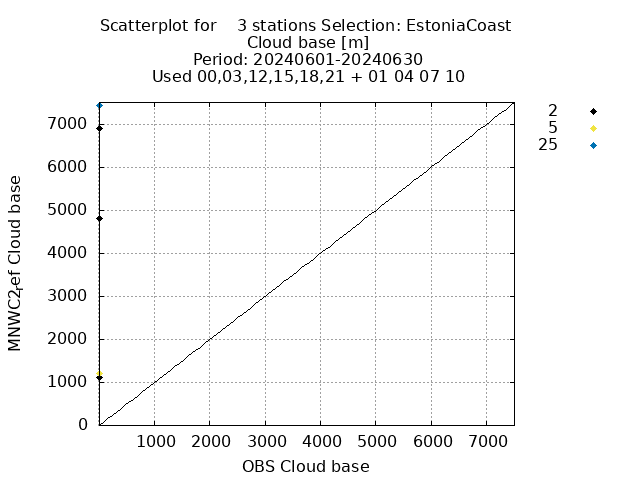 Scatterplot for 3 stations Selection: EstoniaCoast
Cloud base [m]
Period: 20240601-20240630
Used 00,03,12,15,18,21 + 01 04 07 10
2
5
25
7000
6000
5000
4000
3000
2000
1000
0
1000 2000 3000 4000 5000 6000 7000
OBS Cloud base
MNWC2ref Cloud base